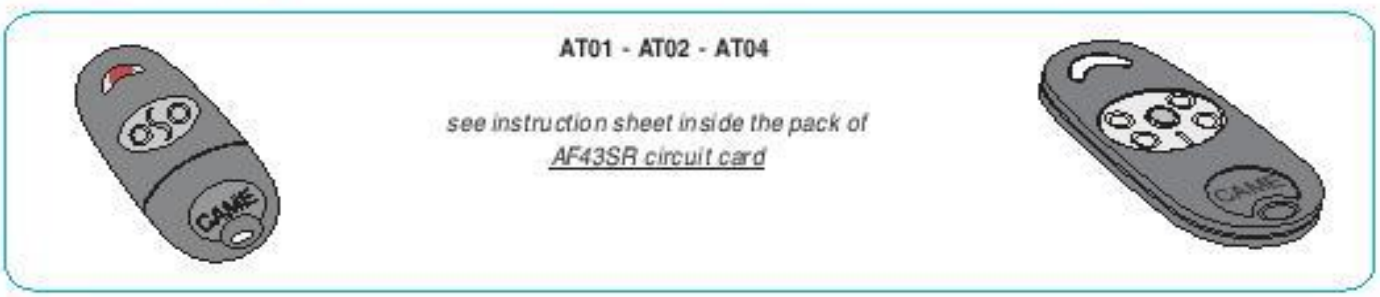 AT01 - AT02 - AT04
see instruction sheet inside the pack of
AF43SR circuit card
CAME
CAME